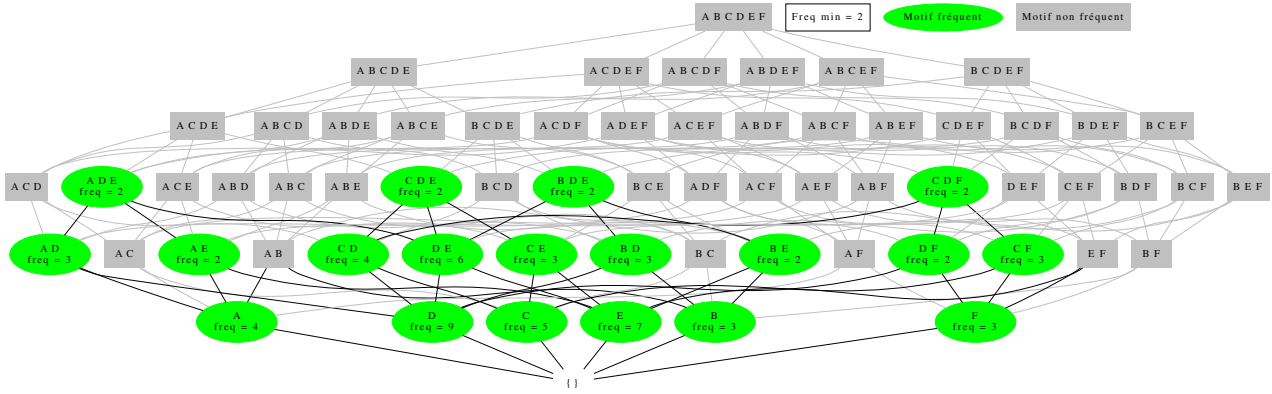 A B C D E F
Freq min = 2
Motif fréquent
Motif non fréquent
A B C D E
A C D E F
A B C D F
A B D E F
A B C E F
B C D E F
A C D E
A B C D
A B D E
A B C E
B C D E
A C D F
A D E F
A C E F
A B D F
A B C F
A B E F
C D E F
B C D F
B D E F
B C E F
A C D
A D E
freq = 2
A C E
A B D
A B C
A B E
C D E
freq = 2
B C D
B D E
freq = 2
B C E
A D F
A C F
A E F
A B F
C D F
freq = 2
D E F
C E F
B D F
B C F
B E F
A D
freq = 3
A C
A E
freq = 2
A B
C D
freq = 4
D E
freq = 6
C E
freq = 3
B D
freq = 3
B C
B E
freq = 2
A F
D F
freq = 2
C F
freq = 3
E F
B F
A
freq = 4
D
freq = 9
C
freq = 5
E
freq = 7
B
freq = 3
F
freq = 3
{ }